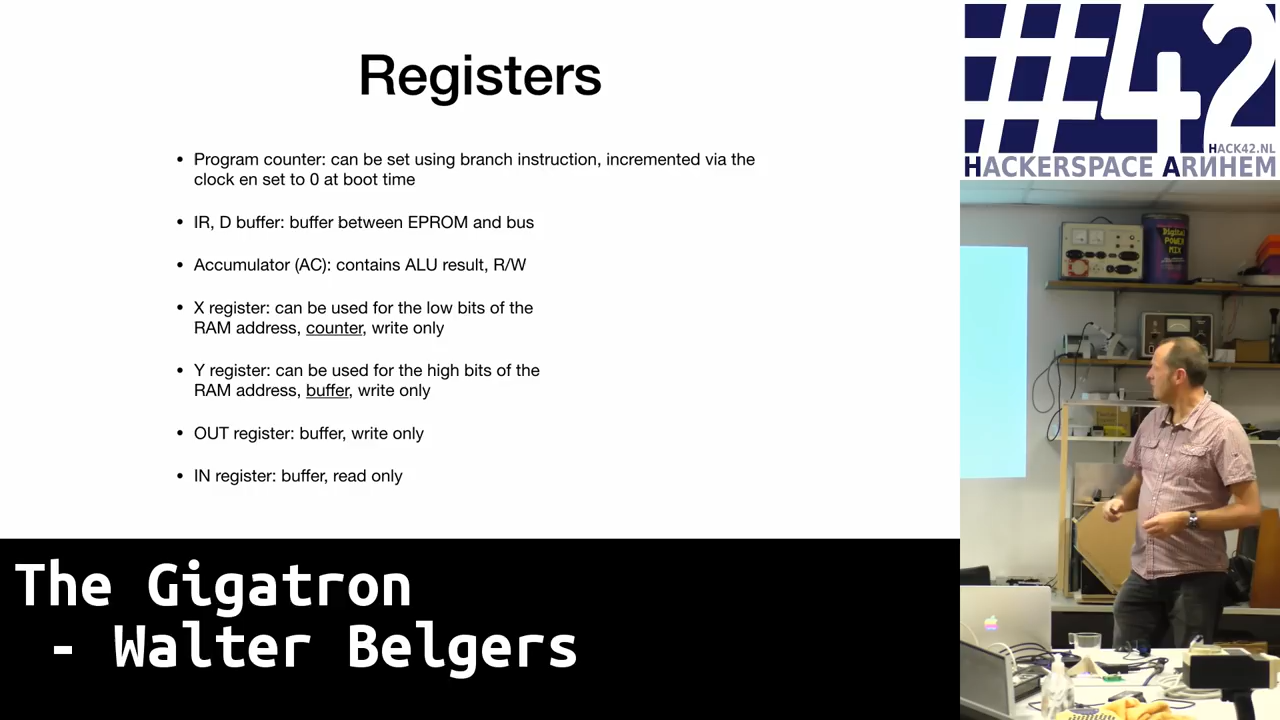 Registers
• Program counter: can be set using branch instruction, incremented via the
clock en set to 0 at boot time
• IR, D buffer: buffer between EPROM and bus
• Accumulator (AC): contains ALU result, R/W
• X register: can be used for the low bits of the
RAM address, counter, write only
• Y register: can be used for the high bits of the
RAM address, buffer, write only
• OUT register: buffer, write only
• IN register: buffer, read only
The Gigatron
- Walter Belgers
#42
HACK42.NL
HACKERSPACE ARИHEM
Digital
POWER
MIX